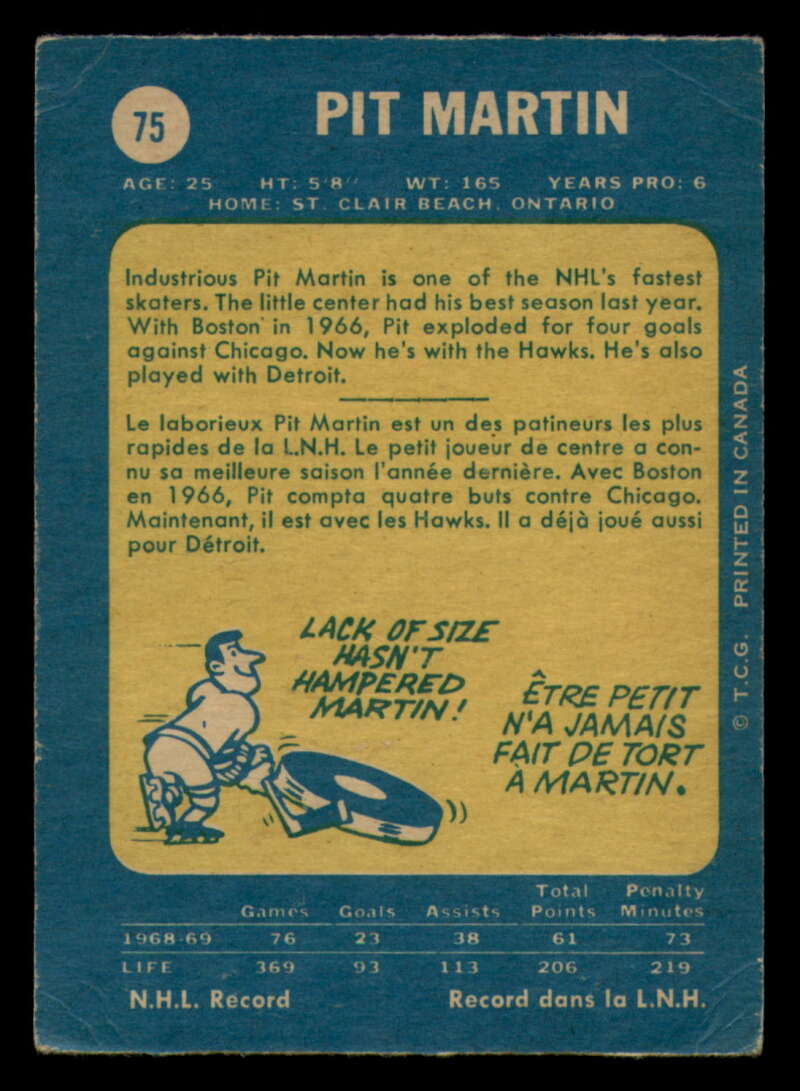 75
PIT MARTIN
AGE: 25 HT: 5'8'' WT: 165 YEARS PRO: 6
HOME: ST. CLAIR BEACH, ONTARIO
Industrious Pit Martin is one of the NHL's fastest
skaters. The little center had his best season last year.
With Boston in 1966, Pit exploded for four goals
against Chicago. Now he's with the Hawks. He's also
played with Detroit.
Le laborieux Pit Martin est un des patineurs les plus
rapides de la L.N.H. Le petit joueur de centre a con-
nu sa meilleure saison l'année dernière. Avec Boston
en 1966, Pit compta quatre buts contre Chicago.
Maintenant, il est avec les Hawks. Il a déjà joué aussi
pour Détroit.
LACK OF SIZE
HASN'T
HAMPERED
MARTIN!
ÊTRE PETIT
N'A JAMAIS
FAIT DE TORT
À MARTIN.
© T.C.G. PRINTED IN CANADA
Games Goals Assists Total Points Penalty Minutes
1968-69 76 23 38 61 73
LIFE 369 93 113 206 219
N.H.L. Record Record dans la L.N.H.